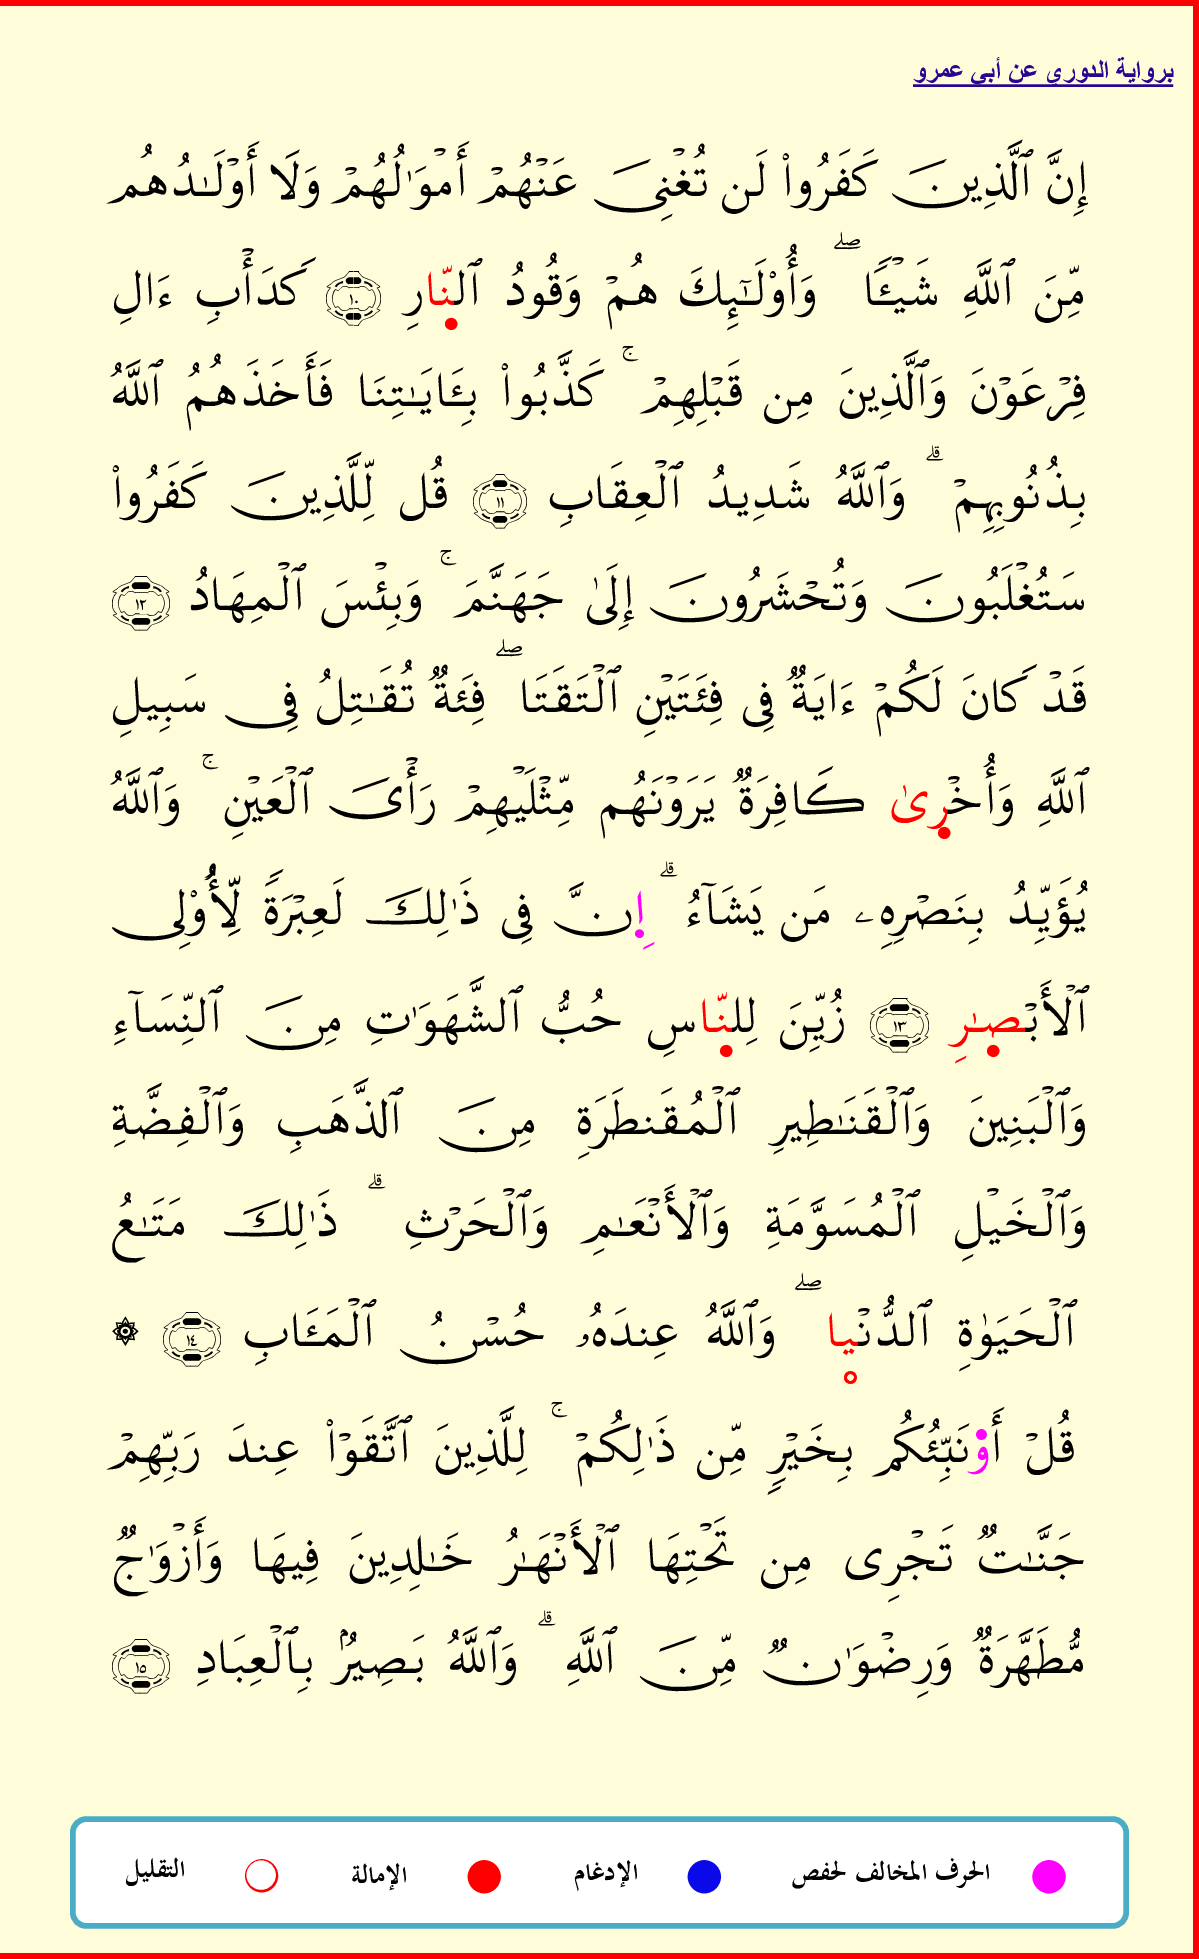 برواية الدوري عن أبي عمرو
إِنَّ ٱلَّذِينَ كَفَرُوا۟ لَن تُغْنِىَ عَنْهُمْ أَمْوَٰلُهُمْ وَلَا أَوْلَـٰدُهُم
مِّنَ ٱللَّهِ شَيْـًٔا ۖ وَأُو۟لَـٰٓئِكَ هُمْ وَقُودُ ٱلنّارِ ١٠ كَدَأْبِ ءَالِ
فِرْعَوْنَ وَٱلَّذِينَ مِن قَبْلِهِمْ ۚ كَذَّبُوا۟ بِـَٔايَـٰتِنَا فَأَخَذَهُمُ ٱللَّهُ
بِذُنُوبِهِمْ ۗ وَٱللَّهُ شَدِيدُ ٱلْعِقَابِ ١١ قُل لِّلَّذِينَ كَفَرُوا۟
سَتُغْلَبُونَ وَتُحْشَرُونَ إِلَىٰ جَهَنَّمَ ۚ وَبِئْسَ ٱلْمِهَادُ ١٢
قَدْ كَانَ لَكُمْ ءَايَةٌ فِى فِئَتَيْنِ ٱلْتَقَتَا ۖ فِئَةٌ تُقَـٰتِلُ فِى سَبِيلِ
ٱللَّهِ وَأُخْرىٰ كَافِرَةٌ يَرَوْنَهُم مِّثْلَيْهِمْ رَأْىَ ٱلْعَيْنِ ۚ وَٱللَّهُ
يُؤَيِّدُ بِنَصْرِهِۦ مَن يَشَآءُ ۗ اِنَّ فِى ذَٰلِكَ لَعِبْرَةً لِّأُو۟لِى
ٱلْأَبْصـٰرِ ١٣ زُيِّنَ لِلنّاسِ حُبُّ ٱلشَّهَوَٰتِ مِنَ ٱلنِّسَآءِ
وَٱلْبَنِينَ وَٱلْقَنَـٰطِيرِ ٱلْمُقَنطَرَةِ مِنَ ٱلذَّهَبِ وَٱلْفِضَّةِ
وَٱلْخَيْلِ ٱلْمُسَوَّمَةِ وَٱلْأَنْعَـٰمِ وَٱلْحَرْثِ ۗ ذَٰلِكَ مَتَـٰعُ
ٱلْحَيَوٰةِ ٱلدُّنْيا ۖ وَٱللَّهُ عِندَهُۥ حُسْنُ ٱلْمَـَٔابِ ١٤ ۞
قُلْ أَوۡنَبِّئُكُم بِخَيْرٍ مِّن ذَٰلِكُمْ ۚ لِلَّذِينَ ٱتَّقَوْا۟ عِندَ رَبِّهِمْ
جَنَّـٰتٌ تَجْرِى مِن تَحْتِهَا ٱلْأَنْهَـٰرُ خَـٰلِدِينَ فِيهَا وَأَزْوَٰجٌ
مُّطَهَّرَةٌ وَرِضْوَٰنٌ مِّنَ ٱللَّهِ ۗ وَٱللَّهُ بَصِيرٌۢ بِٱلْعِبَادِ ١٥
الحرف المخالف لحفص الإدغام الإمالة التقليل